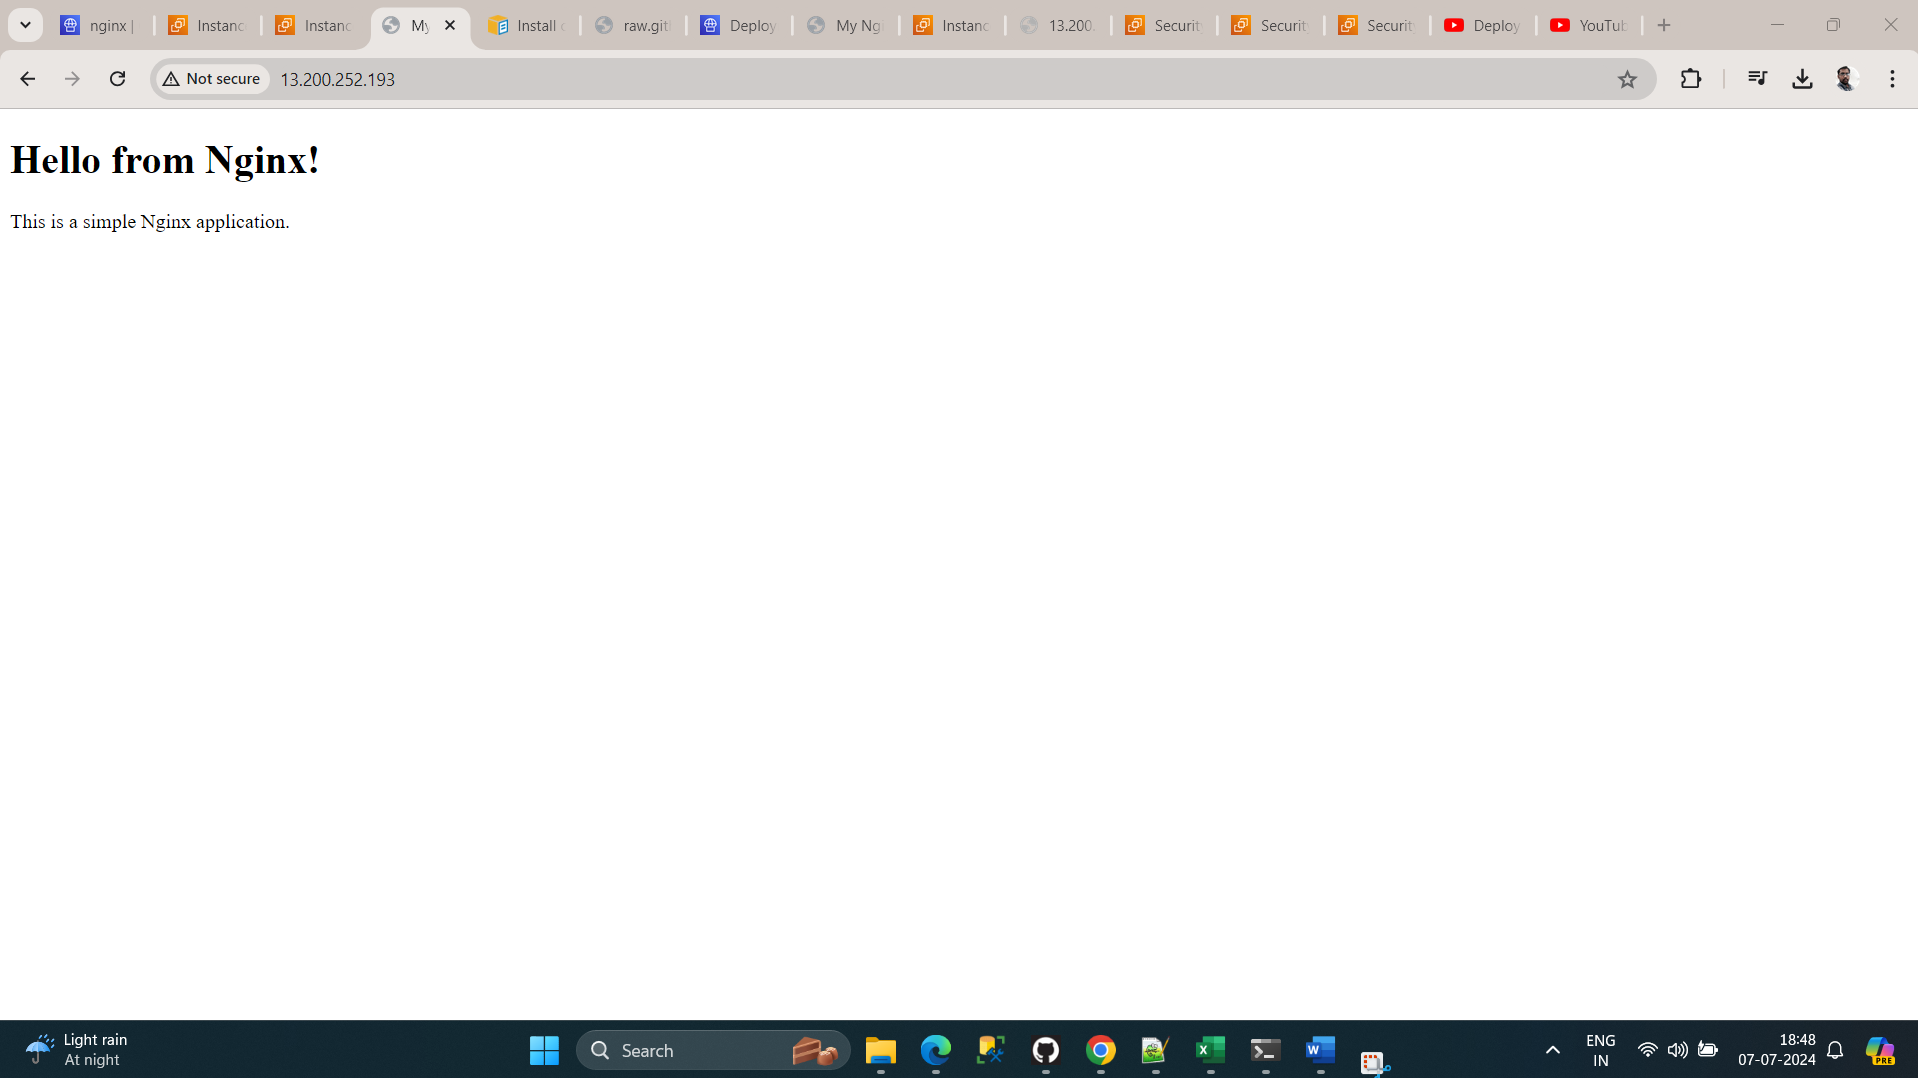 nginx |
Instanc
Instanc
My
Install
raw.git
Deploy
My Ng
Instanc
13.200.
Securit
Securit
Securit
Deploy
YouTub
Not secure
13.200.252.193
Hello from Nginx!
This is a simple Nginx application.
Light rain
At night
Search
ENG
IN
18:48
07-07-2024
PRE